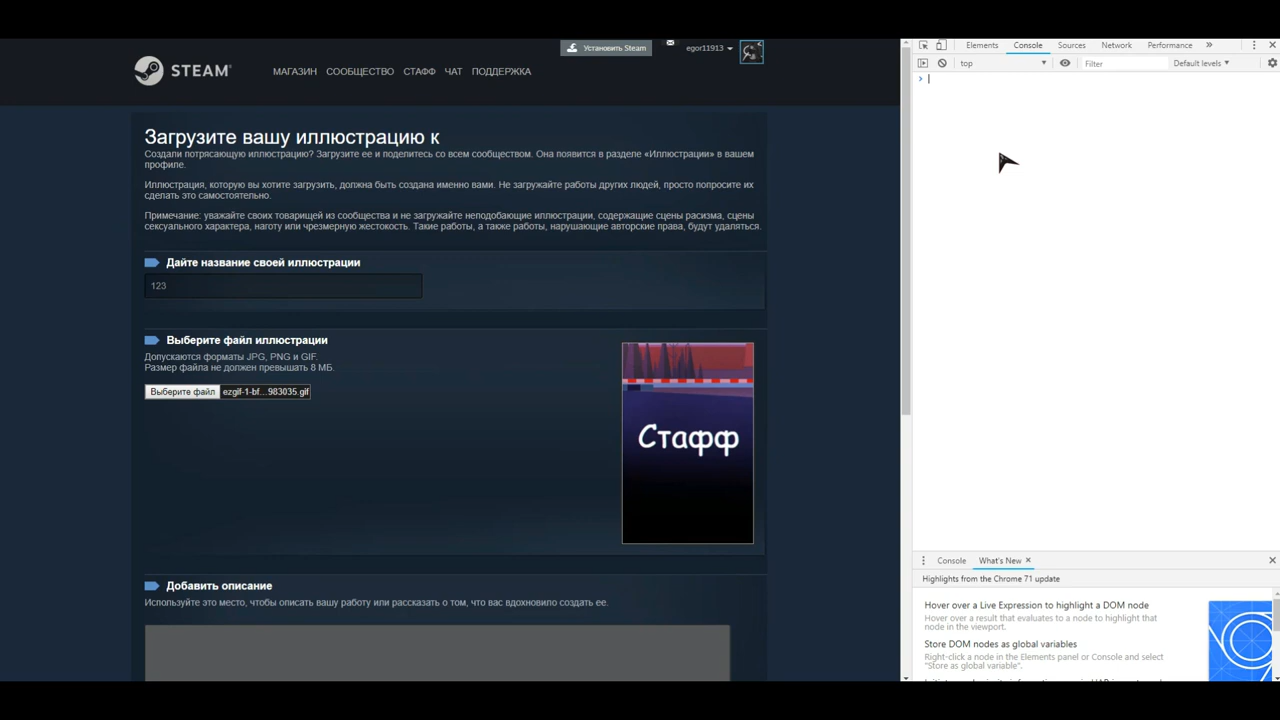 Установить Steam
egor11913
STEAM
МАГАЗИН СООБЩЕСТВО СТАФФ ЧАТ ПОДДЕРЖКА
Загрузите вашу иллюстрацию к
Создали потрясающую иллюстрацию? Загрузите ее и поделитесь со всем сообществом. Она появится в разделе «Иллюстрации» в вашем
профиле.
Иллюстрация, которую вы хотите загрузить, должна быть создана именно вами. Не загружайте работы других людей, просто попросите их
сделать это самостоятельно.
Примечание: уважайте своих товарищей из сообщества и не загружайте неподобающие иллюстрации, содержащие сцены расизма, сцены
сексуального характера, наготу или чрезмерную жестокость. Такие работы, а также работы, нарушающие авторские права, будут удаляться.
Дайте название своей иллюстрации
123
Выберите файл иллюстрации
Допускаются форматы JPG, PNG и GIF.
Размер файла не должен превышать 8 МБ.
Выберите файл ezgif-1-bf...983035.gif
Стафф
Добавить описание
Используйте это место, чтобы описать вашу работу или рассказать о том, что вас вдохновило создать ее.
Elements Console Sources Network Performance »
top Filter Default levels
Console What's New ×
Highlights from the Chrome 71 update
Hover over a Live Expression to highlight a DOM node
Hover over a result that evaluates to a node to highlight that
node in the viewport.
Store DOM nodes as global variables
Right-click a node in the Elements panel or Console and select
"Store as global variable".